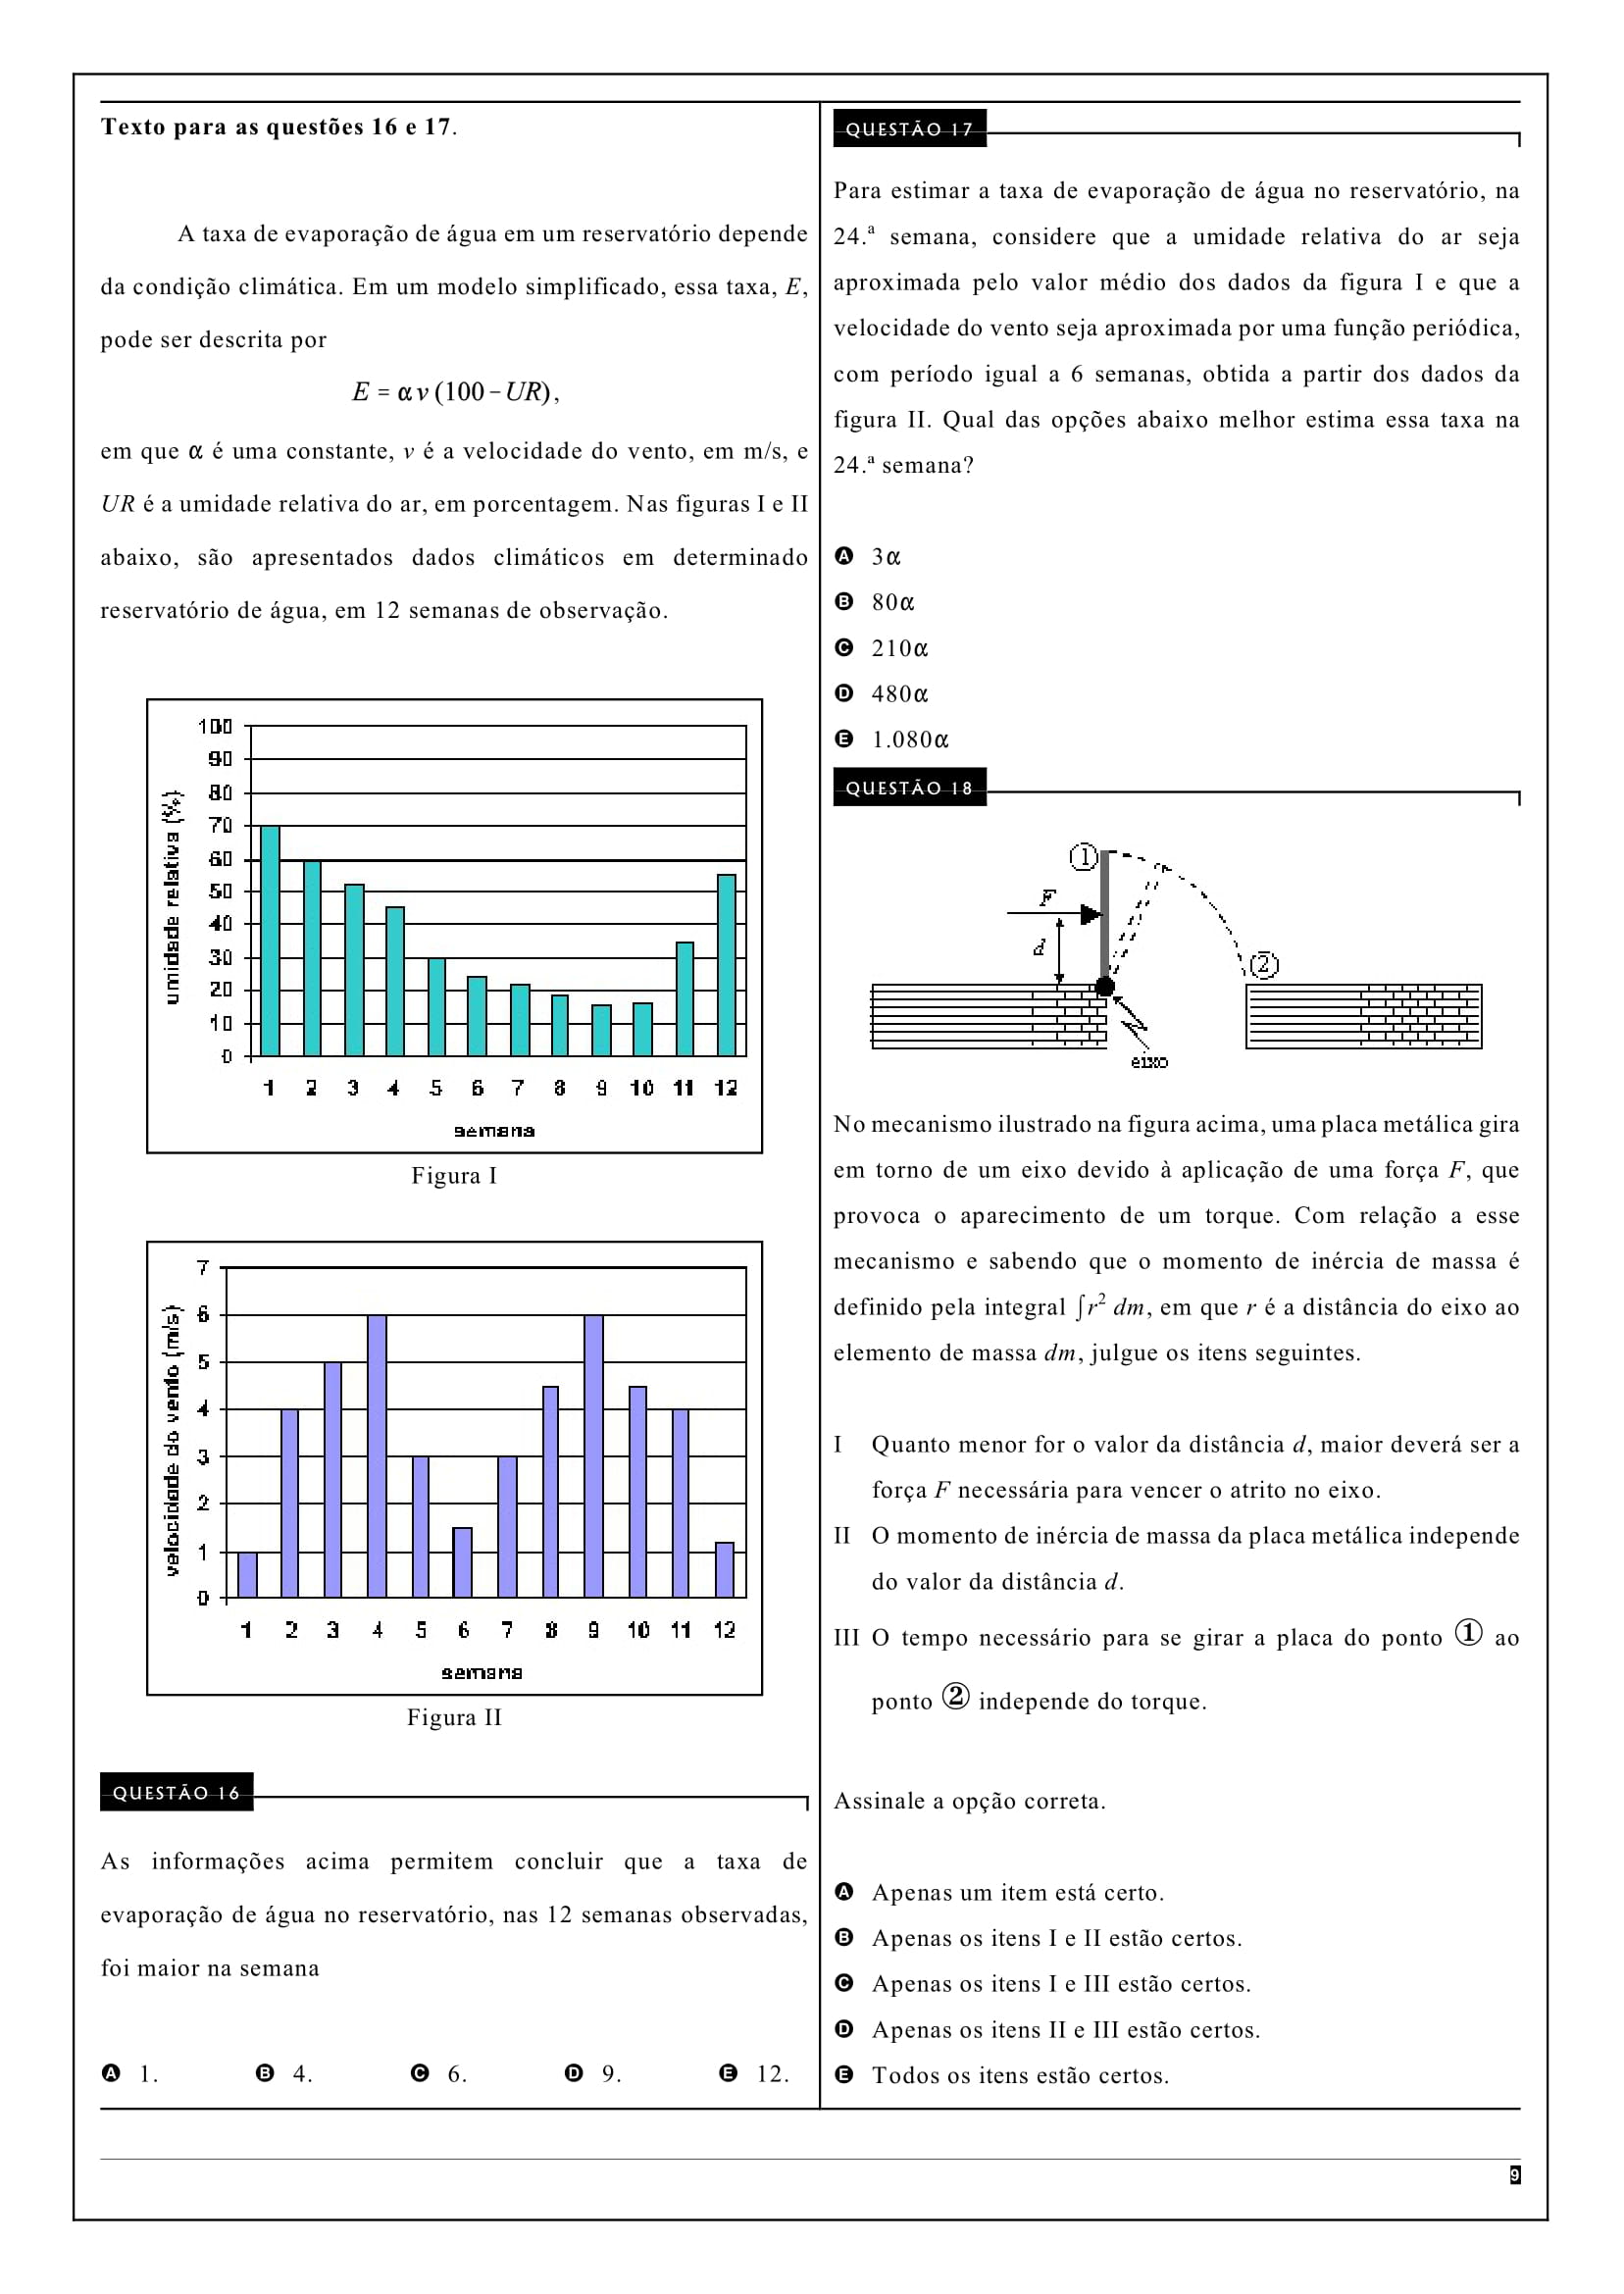 Texto para as questões 16 e 17.
A taxa de evaporação de água em um reservatório depende
da condição climática. Em um modelo simplificado, essa taxa, E,
pode ser descrita por
E = α v (100 – UR),
em que α é uma constante, v é a velocidade do vento, em m/s, e
UR é a umidade relativa do ar, em porcentagem. Nas figuras I e II
abaixo, são apresentados dados climáticos em determinado
reservatório de água, em 12 semanas de observação.
umidade relativa (%)
100
90
80
70
60
50
40
30
20
10
0
1 2 3 4 5 6 7 8 9 10 11 12
semana
Figura I
velocidade do vento (m/s)
7
6
5
4
3
2
1
0
1 2 3 4 5 6 7 8 9 10 11 12
semana
Figura II
QUESTÃO 16
As informações acima permitem concluir que a taxa de
evaporação de água no reservatório, nas 12 semanas observadas,
foi maior na semana
A 1. B 4. C 6. D 9. E 12.
QUESTÃO 17
Para estimar a taxa de evaporação de água no reservatório, na
24.ª semana, considere que a umidade relativa do ar seja
aproximada pelo valor médio dos dados da figura I e que a
velocidade do vento seja aproximada por uma função periódica,
com período igual a 6 semanas, obtida a partir dos dados da
figura II. Qual das opções abaixo melhor estima essa taxa na
24.ª semana?
A 3α
B 80α
C 210α
D 480α
E 1.080α
QUESTÃO 18
1
F
d
2
eixo
No mecanismo ilustrado na figura acima, uma placa metálica gira
em torno de um eixo devido à aplicação de uma força F, que
provoca o aparecimento de um torque. Com relação a esse
mecanismo e sabendo que o momento de inércia de massa é
definido pela integral ∫r² dm, em que r é a distância do eixo ao
elemento de massa dm, julgue os itens seguintes.
I Quanto menor for o valor da distância d, maior deverá ser a
força F necessária para vencer o atrito no eixo.
II O momento de inércia de massa da placa metálica independe
do valor da distância d.
III O tempo necessário para se girar a placa do ponto ① ao
ponto ② independe do torque.
Assinale a opção correta.
A Apenas um item está certo.
B Apenas os itens I e II estão certos.
C Apenas os itens I e III estão certos.
D Apenas os itens II e III estão certos.
E Todos os itens estão certos.
9